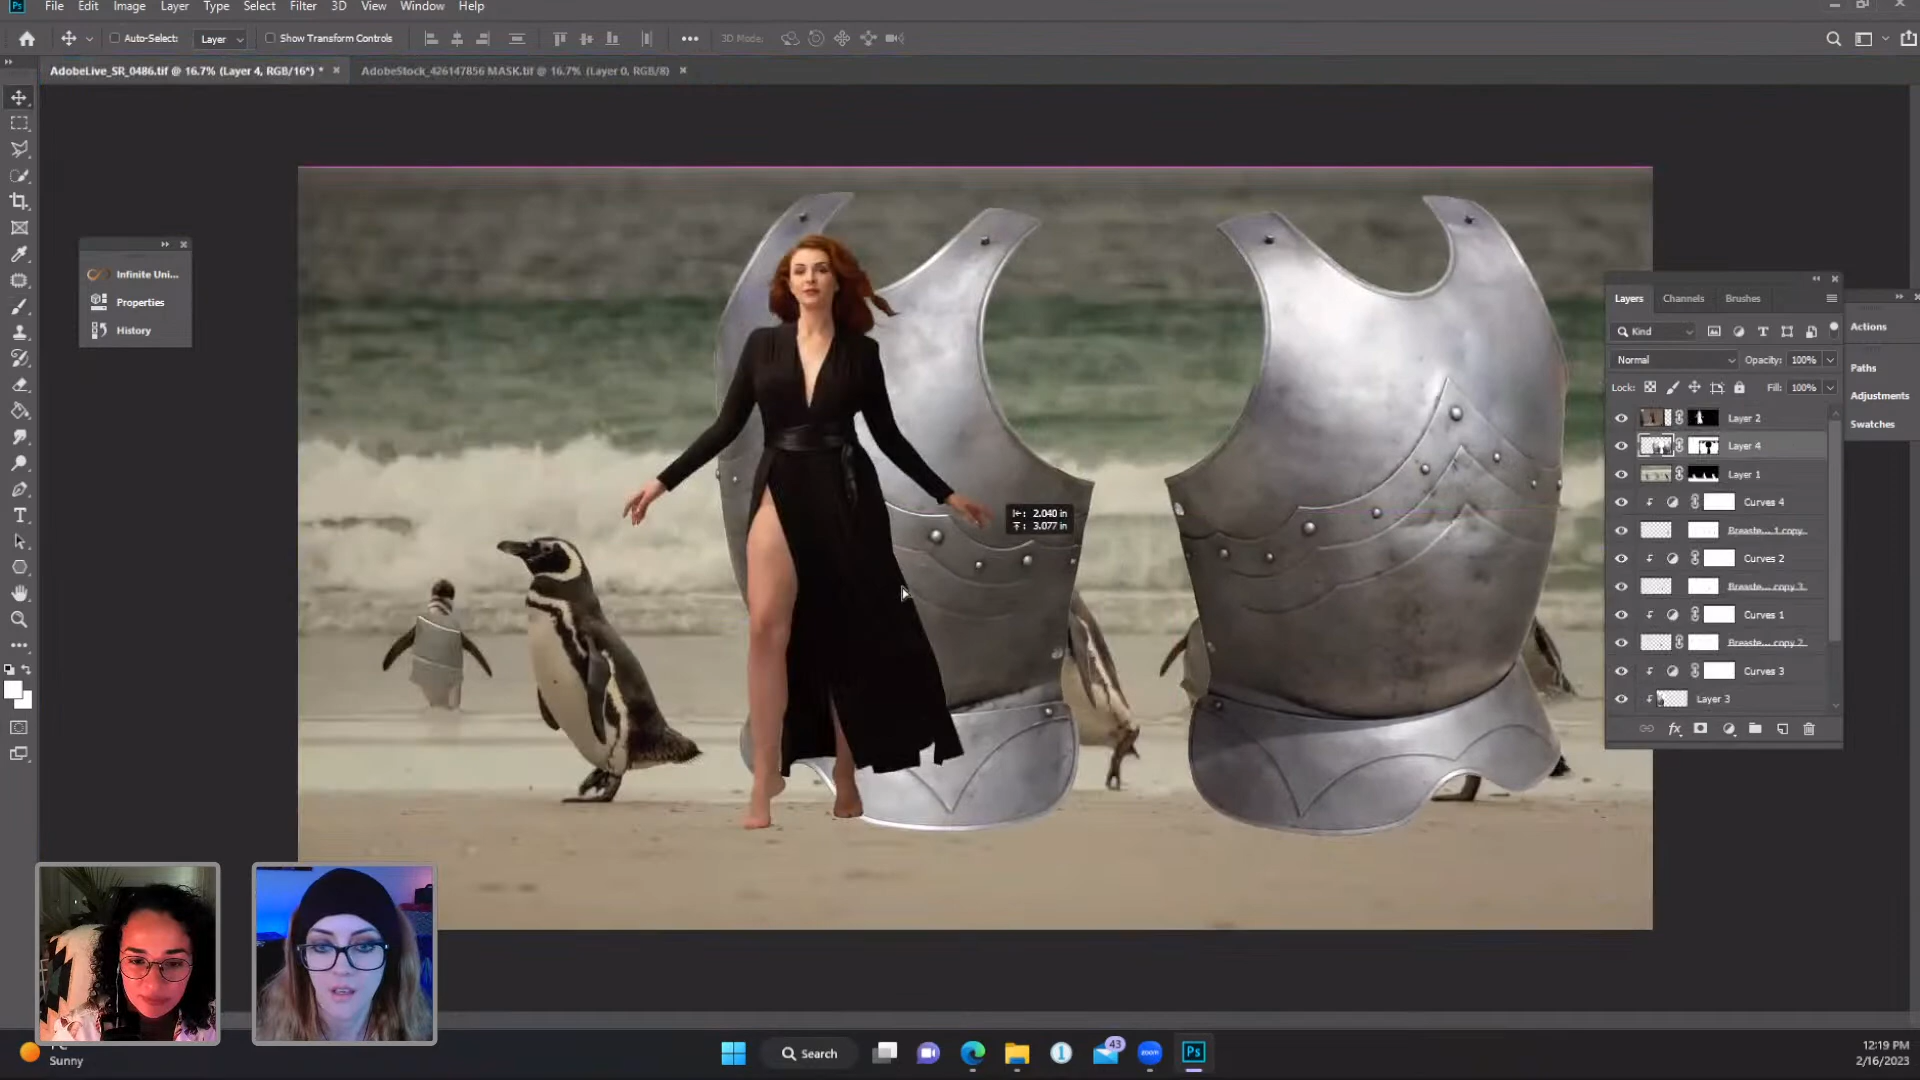 Ps File Edit Image Layer Type Select Filter 3D View Window Help
Auto-Select: Layer Show Transform Controls 3D Mode:
AdobeLive_SR_0486.tif @ 16.7% (Layer 4, RGB/16*) * AdobeStock_426147856 MASK.tif @ 16.7% (Layer 0, RGB/8)
Infinite Uni...
Properties
History
2.040 in
3.077 in
Layers Channels Brushes
Kind
Normal Opacity: 100%
Lock: Fill: 100%
Layer 2
Layer 4
Layer 1
Curves 4
Breaste... 1 copy
Curves 2
Breaste... copy 3
Curves 1
Breaste... copy 2
Curves 3
Layer 3
fx
Actions
Paths
Adjustments
Swatches
Sunny
Search
43
zoom
Ps
12:19 PM
2/16/2023